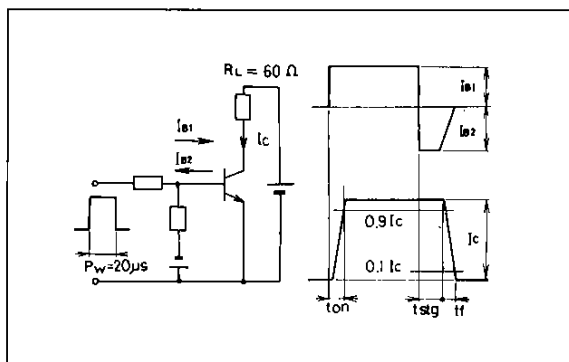 RL = 60 Ω
IB1
IB2
Ic
Pw=20μs
IB1
IB2
0.9 Ic
Ic
0.1 Ic
ton
tstg
tf